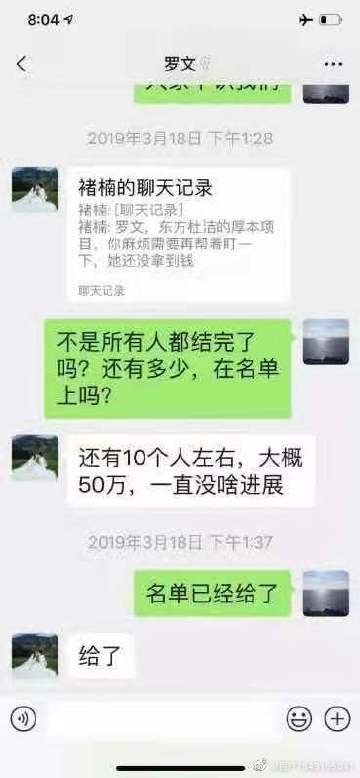 8:04
罗文
2019年3月18日 下午1:28
褚楠的聊天记录
褚楠: [聊天记录]
褚楠: 罗文，东方杜洁的厚本项
目，你麻烦需要再帮着盯一
下，她还没拿到钱
聊天记录
不是所有人都结完了
吗？还有多少，在名单
上吗？
还有10个人左右，大概
50万，一直没啥进展
2019年3月18日 下午1:37
名单已经给了
给了